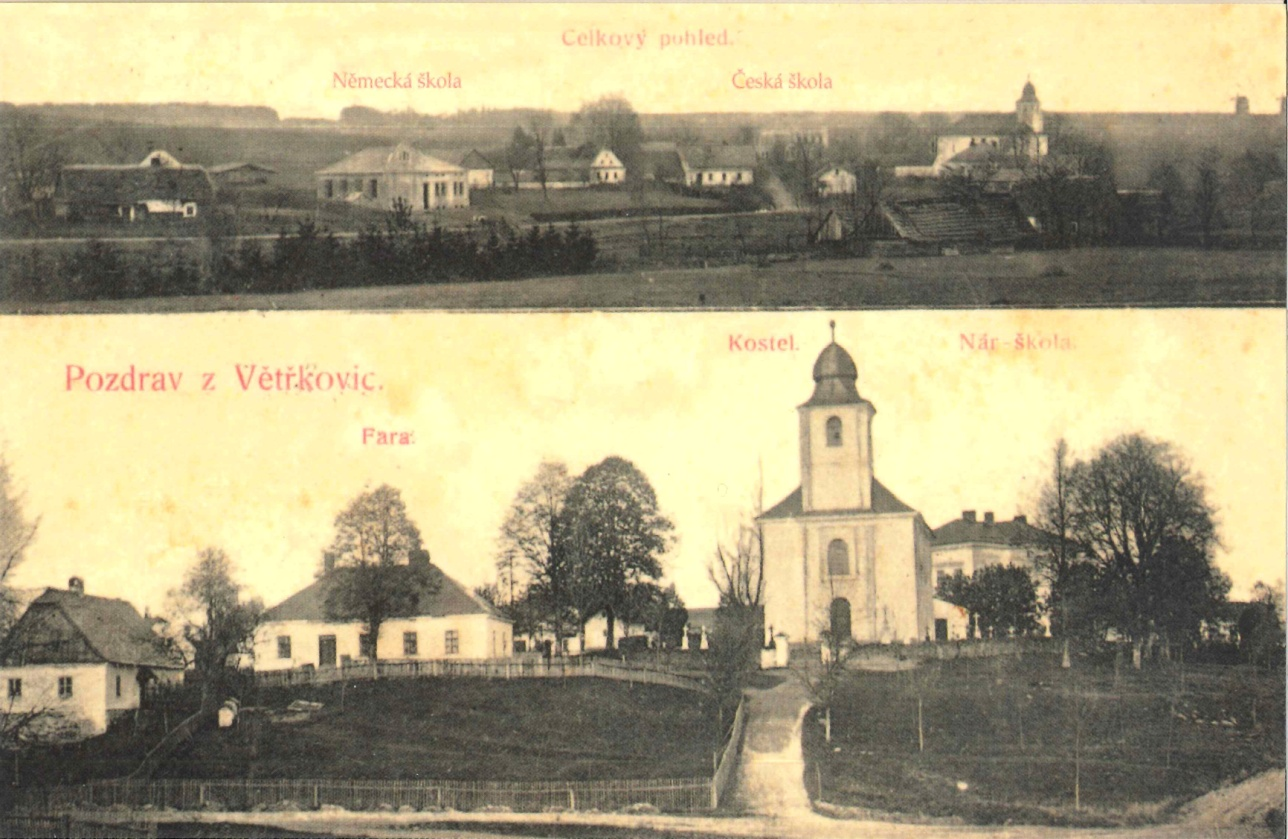 Celkový pohled.
Německá škola
Česká škola
Kostel.
Nár-škola.
Pozdrav z Větřkovic.
Fara.